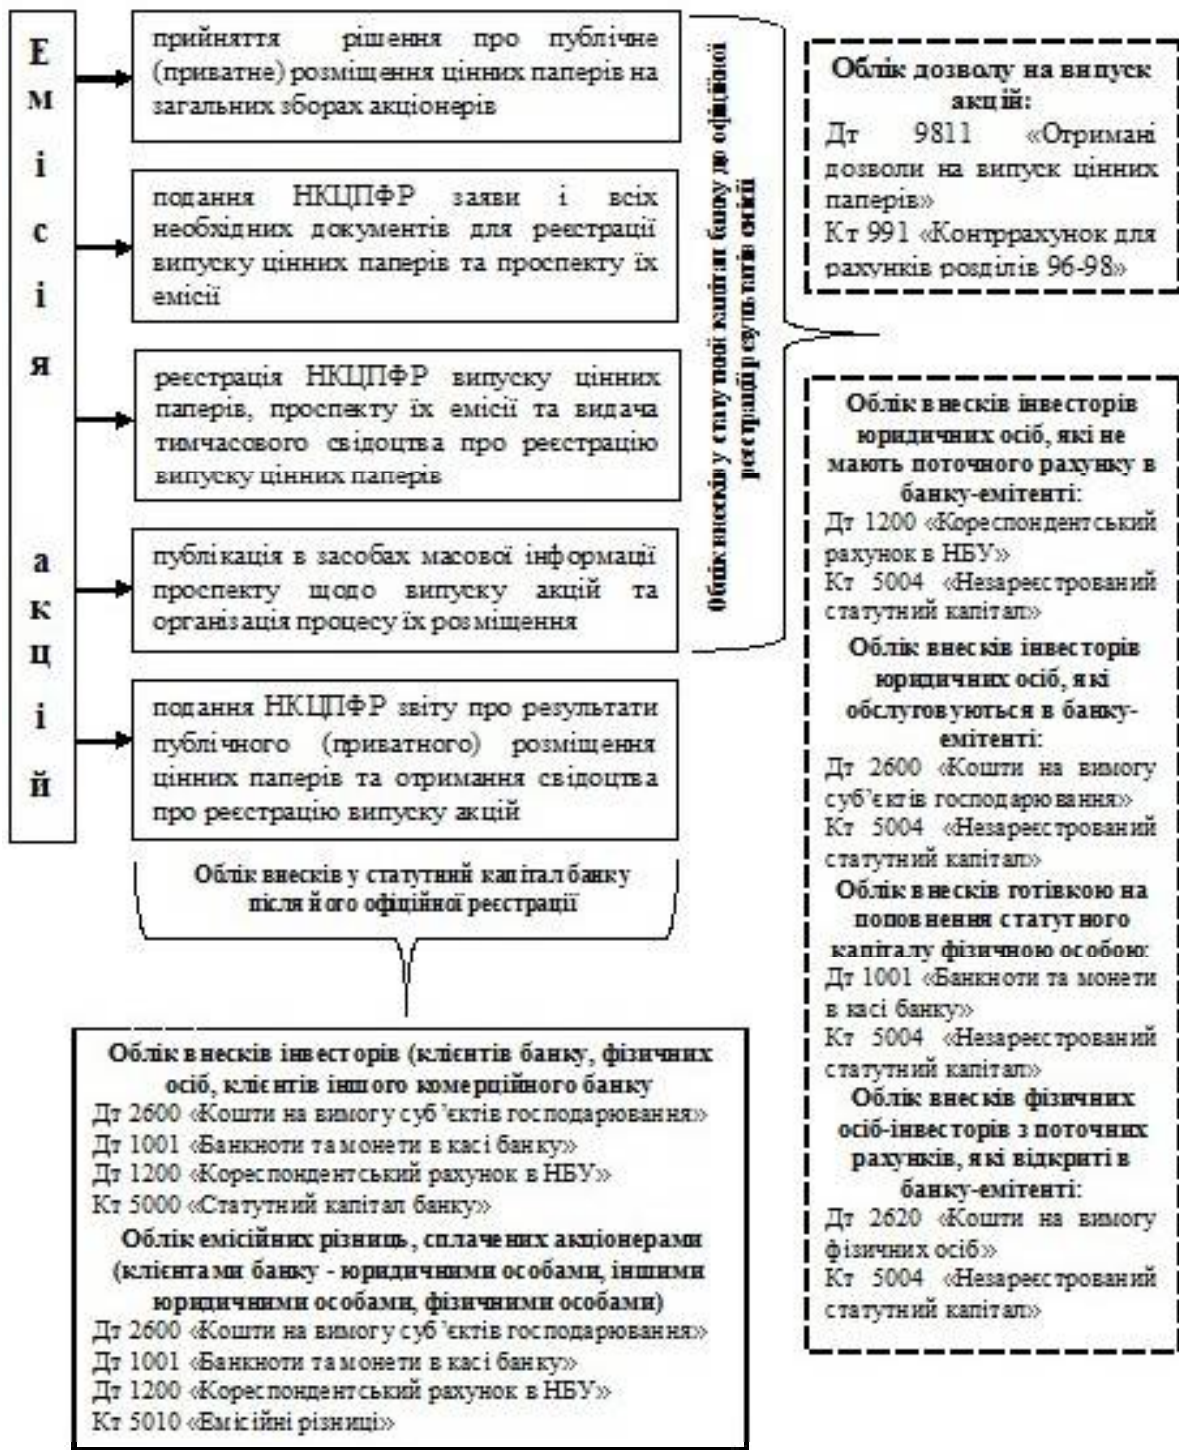 Емісія акцій
прийняття рішення про публічне
(приватне) розміщення цінних паперів на
загальних зборах акціонерів
подання НКЦПФР заяви і всіх
необхідних документів для реєстрації
випуску цінних паперів та проспекту їх
емісії
реєстрація НКЦПФР випуску цінних
паперів, проспекту їх емісії та видача
тимчасового свідоцтва про реєстрацію
випуску цінних паперів
публікація в засобах масової інформації
проспекту щодо випуску акцій та
організація процесу їх розміщення
подання НКЦПФР звіту про результати
публічного (приватного) розміщення
цінних паперів та отримання свідоцтва
про реєстрацію випуску акцій
Облік внесків у статутний капітал банку до офіційної
реєстрації результатів емісії
Облік дозволу на випуск
акцій:
Дт 9811 «Отримані
дозволи на випуск цінних
паперів»
Кт 991 «Контррахунок для
рахунків розділів 96-98»
Облік внесків інвесторів
юридичних осіб, які не
мають поточного рахунку в
банку-емітенті:
Дт 1200 «Кореспондентський
рахунок в НБУ»
Кт 5004 «Незареєстрований
статутний капітал»
Облік внесків інвесторів
юридичних осіб, які
обслуговуються в банку-
емітенті:
Дт 2600 «Кошти на вимогу
суб’єктів господарювання»
Кт 5004 «Незареєстрований
статутний капітал»
Облік внесків готівкою на
поповнення статутного
капіталу фізичною особою:
Дт 1001 «Банкноти та монети
в касі банку»
Кт 5004 «Незареєстрований
статутний капітал»
Облік внесків фізичних
осіб-інвесторів з поточних
рахунків, які відкриті в
банку-емітенті:
Дт 2620 «Кошти на вимогу
фізичних осіб»
Кт 5004 «Незареєстрований
статутний капітал»
Облік внесків у статутний капітал банку
після його офіційної реєстрації
Облік внесків інвесторів (клієнтів банку, фізичних
осіб, клієнтів іншого комерційного банку
Дт 2600 «Кошти на вимогу суб’єктів господарювання»
Дт 1001 «Банкноти та монети в касі банку»
Дт 1200 «Кореспондентський рахунок в НБУ»
Кт 5000 «Статутний капітал банку»
Облік емісійних різниць, сплачених акціонерами
(клієнтами банку - юридичними особами, іншими
юридичними особами, фізичними особами)
Дт 2600 «Кошти на вимогу суб’єктів господарювання»
Дт 1001 «Банкноти та монети в касі банку»
Дт 1200 «Кореспондентський рахунок в НБУ»
Кт 5010 «Емісійні різниці»